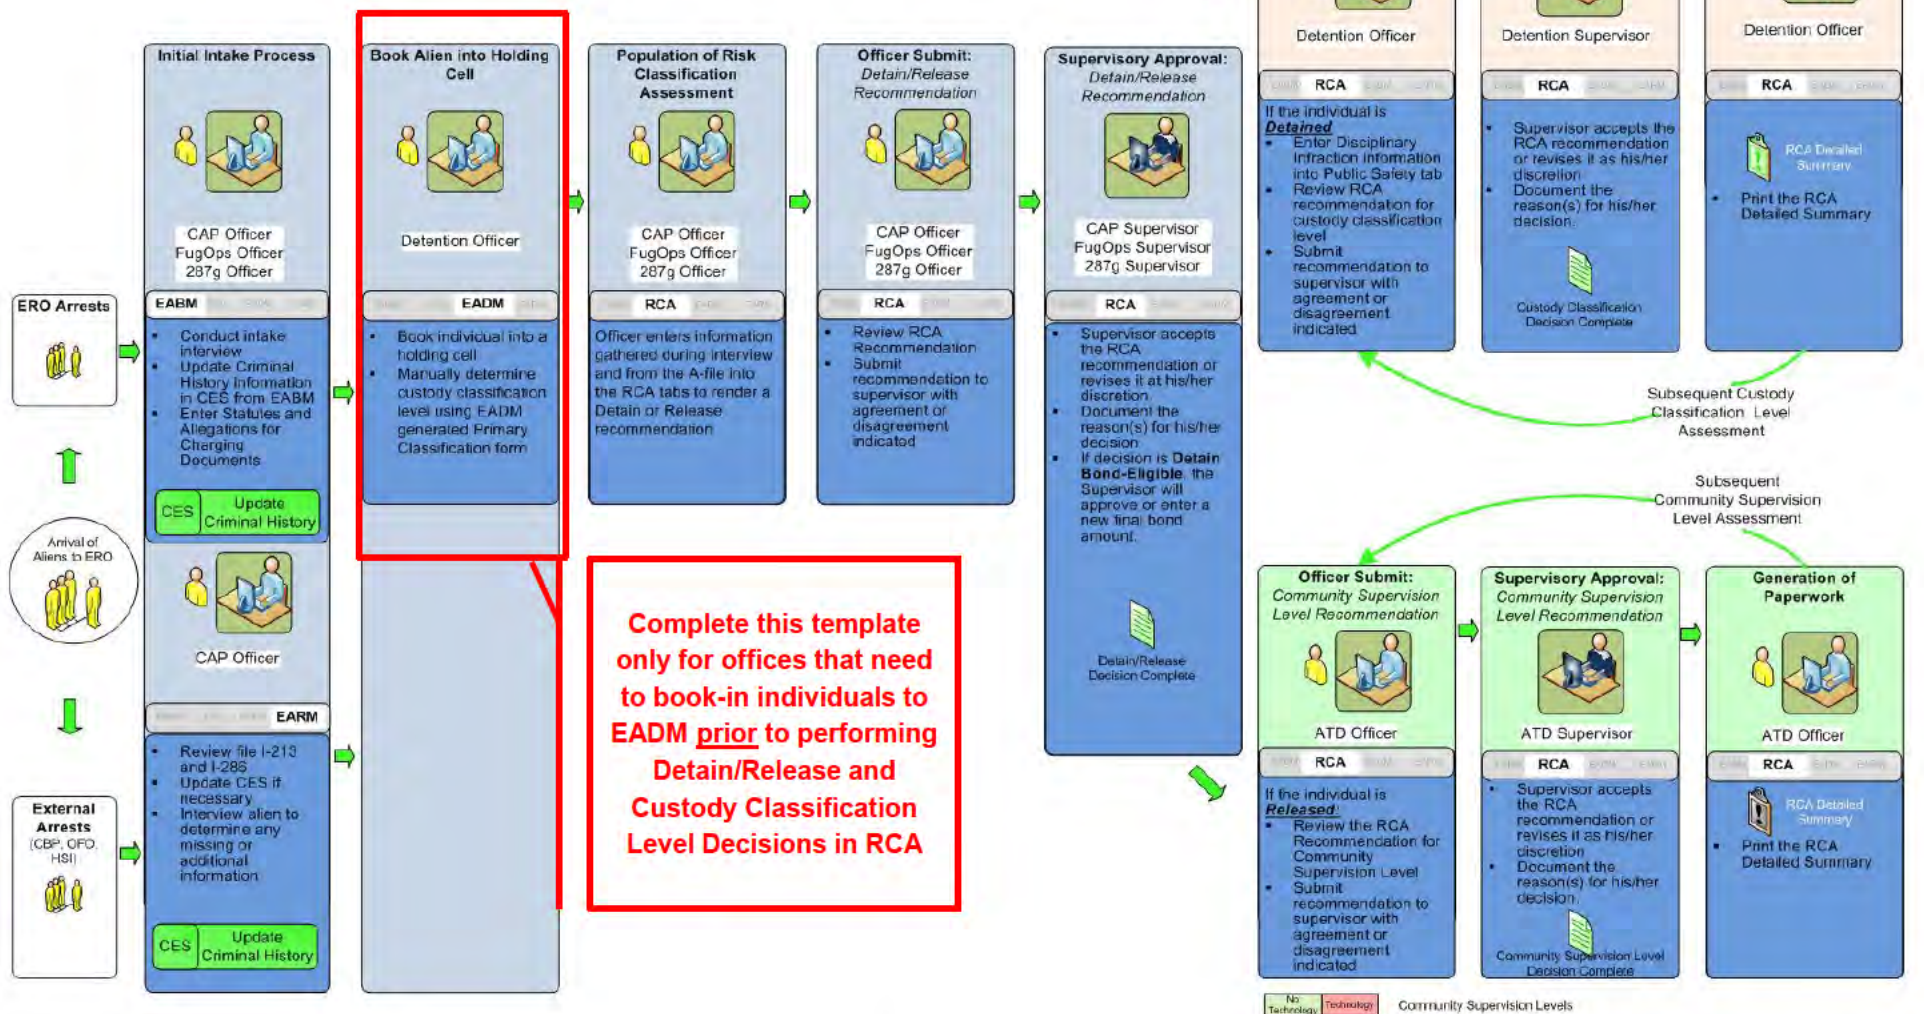 ERO Arrests
Arrival of
Aliens to ERO
External
Arrests
(CBP, OFO,
HSI)
Initial Intake Process
CAP Officer
FugOps Officer
287g Officer
EABM
Conduct intake
interview
Update Criminal
History Information
in CES from EABM
Enter Statutes and
Allegations for
Charging
Documents
CES
Update
Criminal History
CAP Officer
EARM
Review file I-213
and I-286
Update CES if
necessary
Interview alien to
determine any
missing or
additional
information
CES
Update
Criminal History
Book Alien into Holding
Cell
Detention Officer
EADM
Book individual into a
holding cell
Manually determine
custody classification
level using EADM
generated Primary
Classification form
Population of Risk
Classification
Assessment
CAP Officer
FugOps Officer
287g Officer
RCA
Officer enters information
gathered during interview
and from the A-file into
the RCA tabs to render a
Detain or Release
recommendation
Officer Submit:
Detain/Release
Recommendation
CAP Officer
FugOps Officer
287g Officer
RCA
Review RCA
Recommendation
Submit
recommendation to
supervisor with
agreement or
disagreement
indicated
Supervisory Approval:
Detain/Release
Recommendation
CAP Supervisor
FugOps Supervisor
287g Supervisor
RCA
Supervisor accepts
the RCA
recommendation or
revises it at his/her
discretion.
Document the
reason(s) for his/her
decision
If decision is Detain
Bond-Eligible, the
Supervisor will
approve or enter a
new final bond
amount.
Detain/Release
Decision Complete
Complete this template
only for offices that need
to book-in individuals to
EADM prior to performing
Detain/Release and
Custody Classification
Level Decisions in RCA
Detention Officer
RCA
If the individual is
Detained
Enter Disciplinary
Infraction information
into Public Safety tab
Review RCA
recommendation for
custody classification
level
Submit
recommendation to
supervisor with
agreement or
disagreement
indicated
Detention Supervisor
RCA
Supervisor accepts the
RCA recommendation
or revises it as his/her
discretion
Document the
reason(s) for his/her
decision.
Custody Classification
Decision Complete
Detention Officer
RCA
RCA Detailed
Summary
Print the RCA
Detailed Summary
Subsequent Custody
Classification Level
Assessment
Subsequent
Community Supervision
Level Assessment
Officer Submit:
Community Supervision
Level Recommendation
ATD Officer
RCA
If the individual is
Released:
Review the RCA
Recommendation for
Community
Supervision Level
Submit
recommendation to
supervisor with
agreement or
disagreement
indicated
Supervisory Approval:
Community Supervision
Level Recommendation
ATD Supervisor
RCA
Supervisor accepts
the RCA
recommendation or
revises it as his/her
discretion
Document the
reason(s) for his/her
decision.
Community Supervision Level
Decision Complete
Generation of
Paperwork
ATD Officer
RCA
RCA Detailed
Summary
Print the RCA
Detailed Summary
No
Technology
Technology
Community Supervision Levels